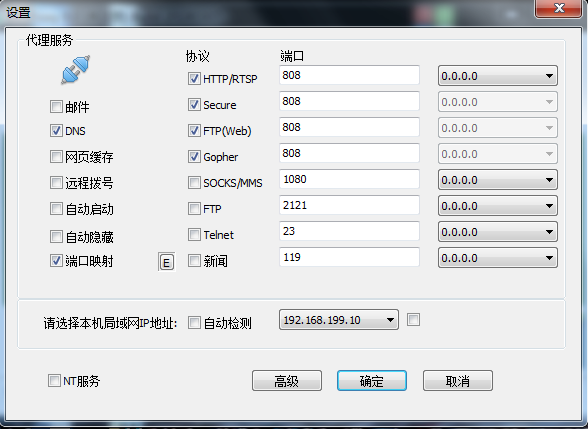 设置
代理服务
协议 端口
HTTP/RTSP 808 0.0.0.0
邮件 Secure 808 0.0.0.0
DNS FTP(Web) 808 0.0.0.0
网页缓存 Gopher 808 0.0.0.0
远程拨号 SOCKS/MMS 1080 0.0.0.0
自动启动 FTP 2121 0.0.0.0
自动隐藏 Telnet 23 0.0.0.0
端口映射 E 新闻 119 0.0.0.0
请选择本机局域网IP地址: 自动检测 192.168.199.10
NT服务 高级 确定 取消